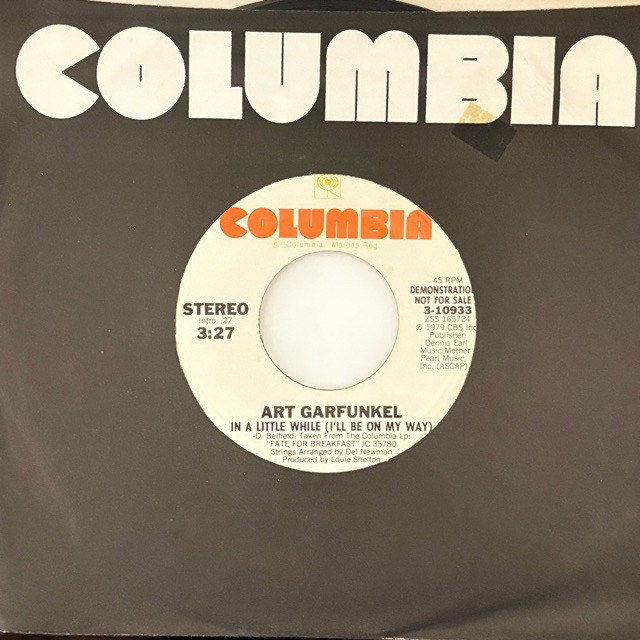 COLUMBIA
COLUMBIA
® "Columbia," Marcas Reg.
45 RPM
DEMONSTRATION
NOT FOR SALE
3-10933
ZSS 165724
℗ 1979 CBS Inc
Publisher:
Dennis Earl
Music/Mother
Pearl Music,
Inc. (ASCAP)
STEREO
Intro. :27
3:27
ART GARFUNKEL
IN A LITTLE WHILE (I'LL BE ON MY WAY)
-D. Belfield- Taken From The Columbia Lp:
"FATE FOR BREAKFAST" JC 35780
Strings Arranged by Del Newman
Produced by Louie Shelton